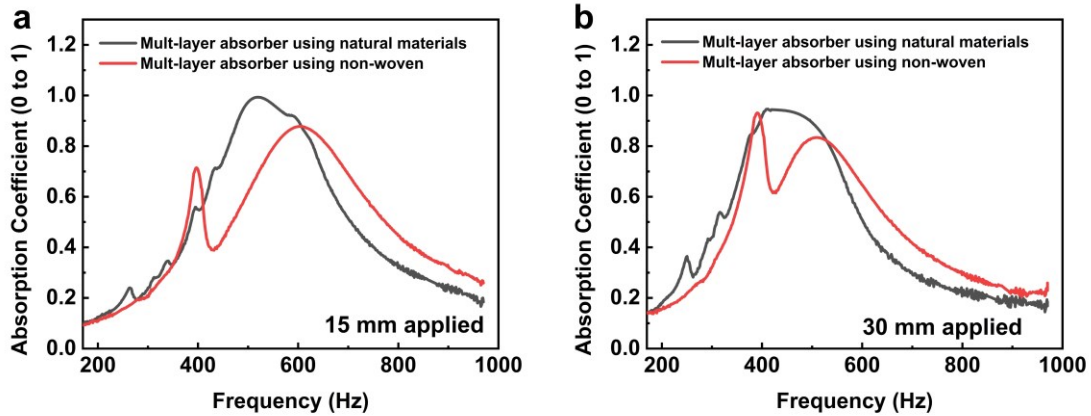 a
Absorption Coefficient (0 to 1)
1.2
1.0
0.8
0.6
0.4
0.2
0.0
Mult-layer absorber using natural materials
Mult-layer absorber using non-woven
15 mm applied
200
400
600
800
1000
Frequency (Hz)
b
Absorption Coefficient (0 to 1)
1.2
1.0
0.8
0.6
0.4
0.2
0.0
Mult-layer absorber using natural materials
Mult-layer absorber using non-woven
30 mm applied
200
400
600
800
1000
Frequency (Hz)